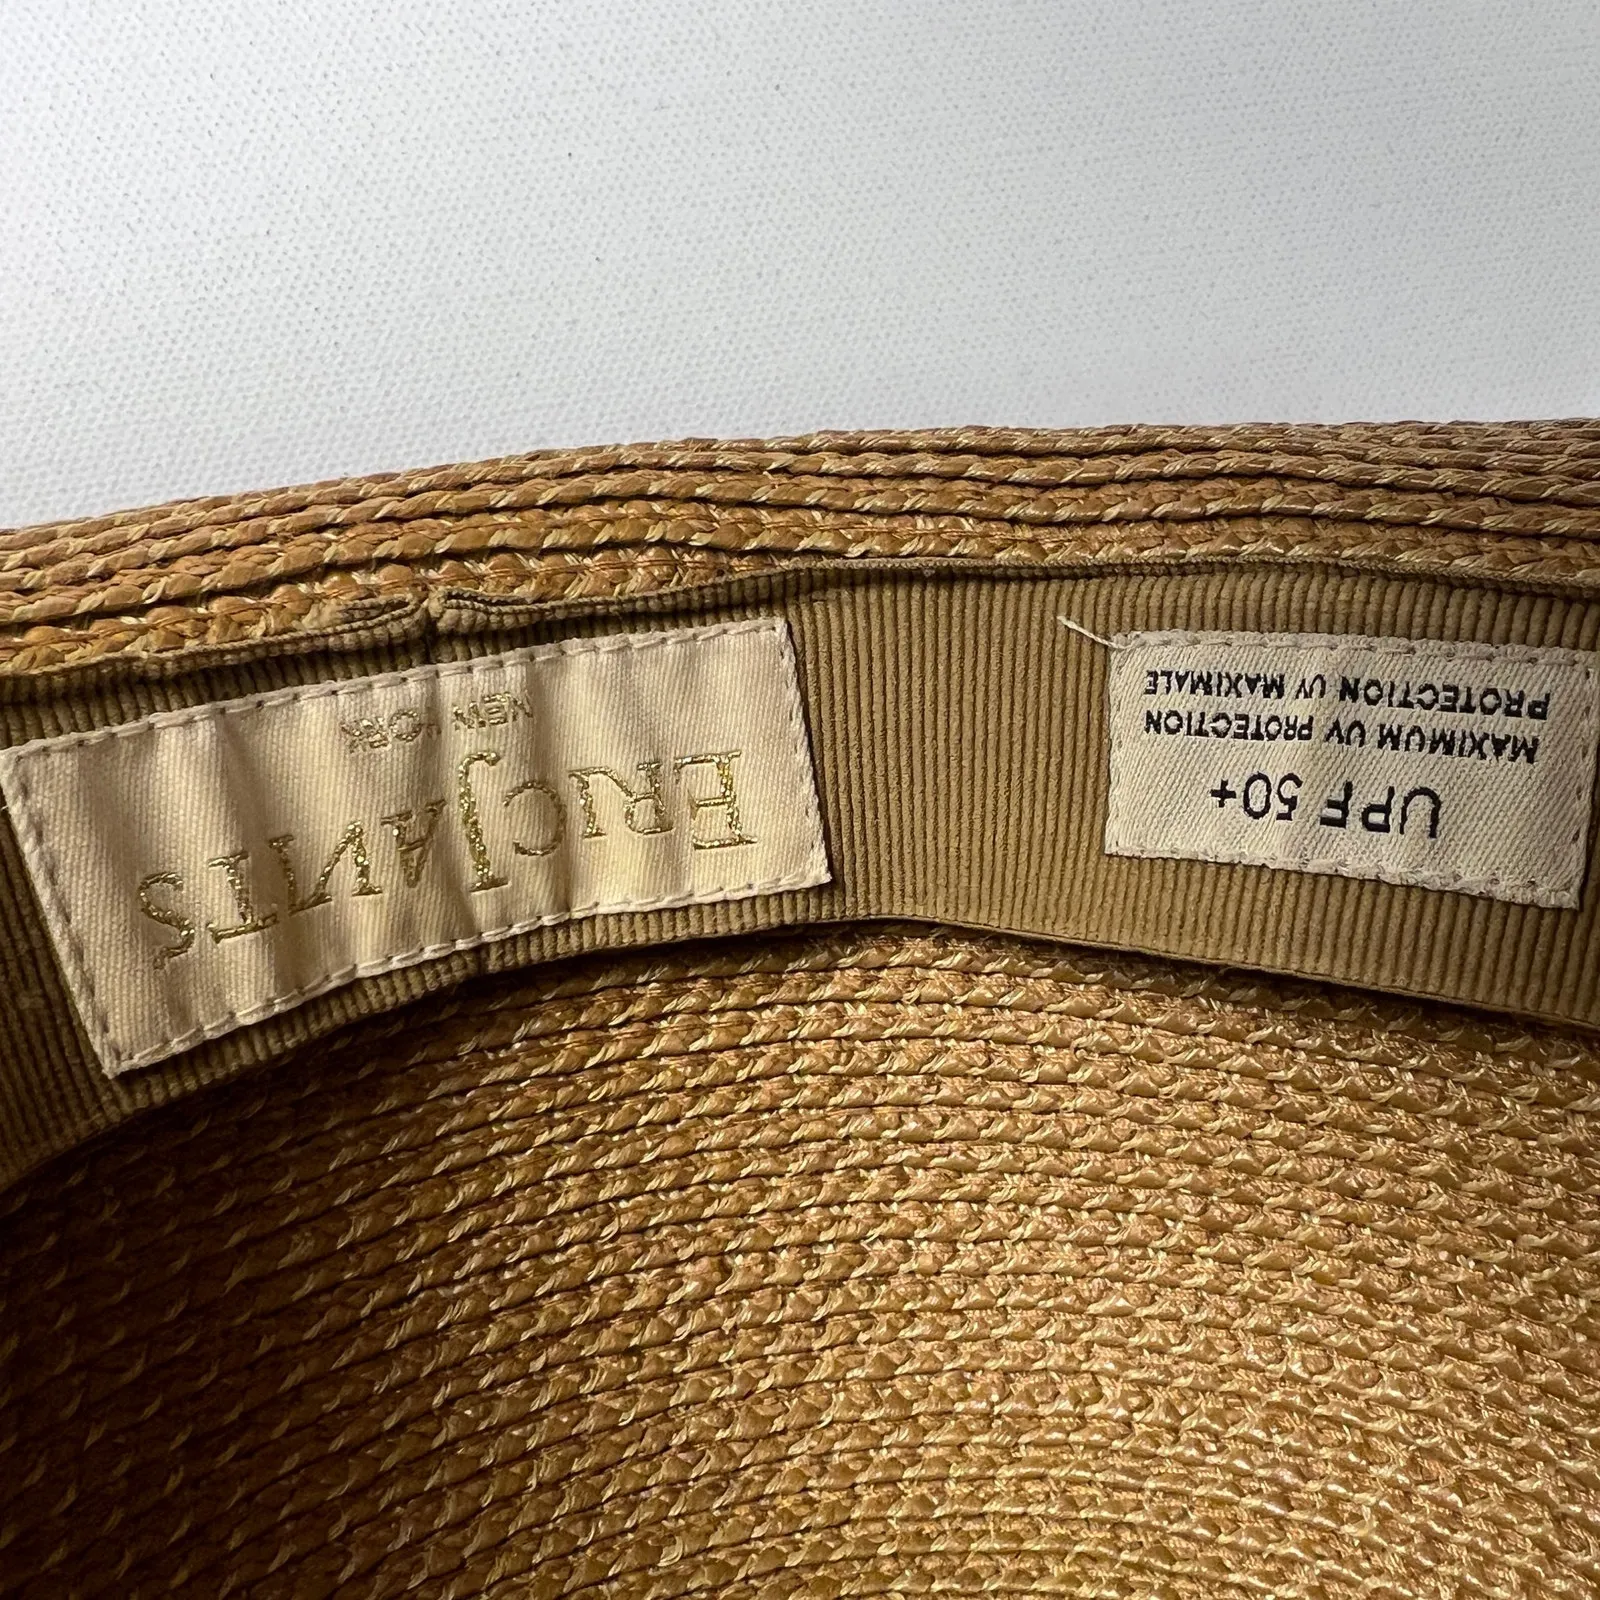 UPF 50+
MAXIMUM UV PROTECTION
PROTECTION UV MAXIMALE
ERIC JAVITS
NEW YORK